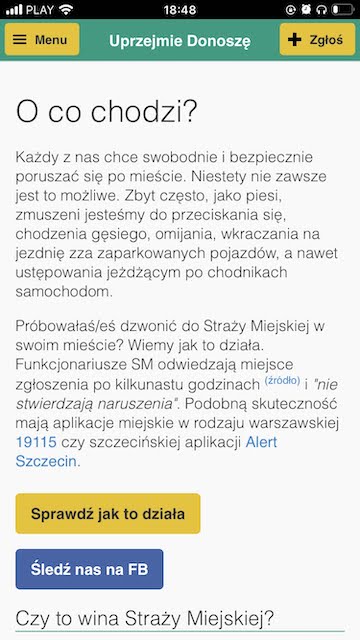 PLAY 18:48
Menu Uprzejmie Donoszę Zgłoś
O co chodzi?
Każdy z nas chce swobodnie i bezpiecznie
poruszać się po mieście. Niestety nie zawsze
jest to możliwe. Zbyt często, jako piesi,
zmuszeni jesteśmy do przeciskania się,
chodzenia gęsiego, omijania, wkraczania na
jezdnię zza zaparkowanych pojazdów, a nawet
ustępowania jeżdżącym po chodnikach
samochodom.
Próbowałaś/eś dzwonić do Straży Miejskiej w
swoim mieście? Wiemy jak to działa.
Funkcjonariusze SM odwiedzają miejsce
zgłoszenia po kilkunastu godzinach (źródło) i "nie
stwierdzają naruszenia". Podobną skuteczność
mają aplikacje miejskie w rodzaju warszawskiej
19115 czy szczecińskiej aplikacji Alert
Szczecin.
Sprawdź jak to działa
Śledź nas na FB
Czy to wina Straży Miejskiej?